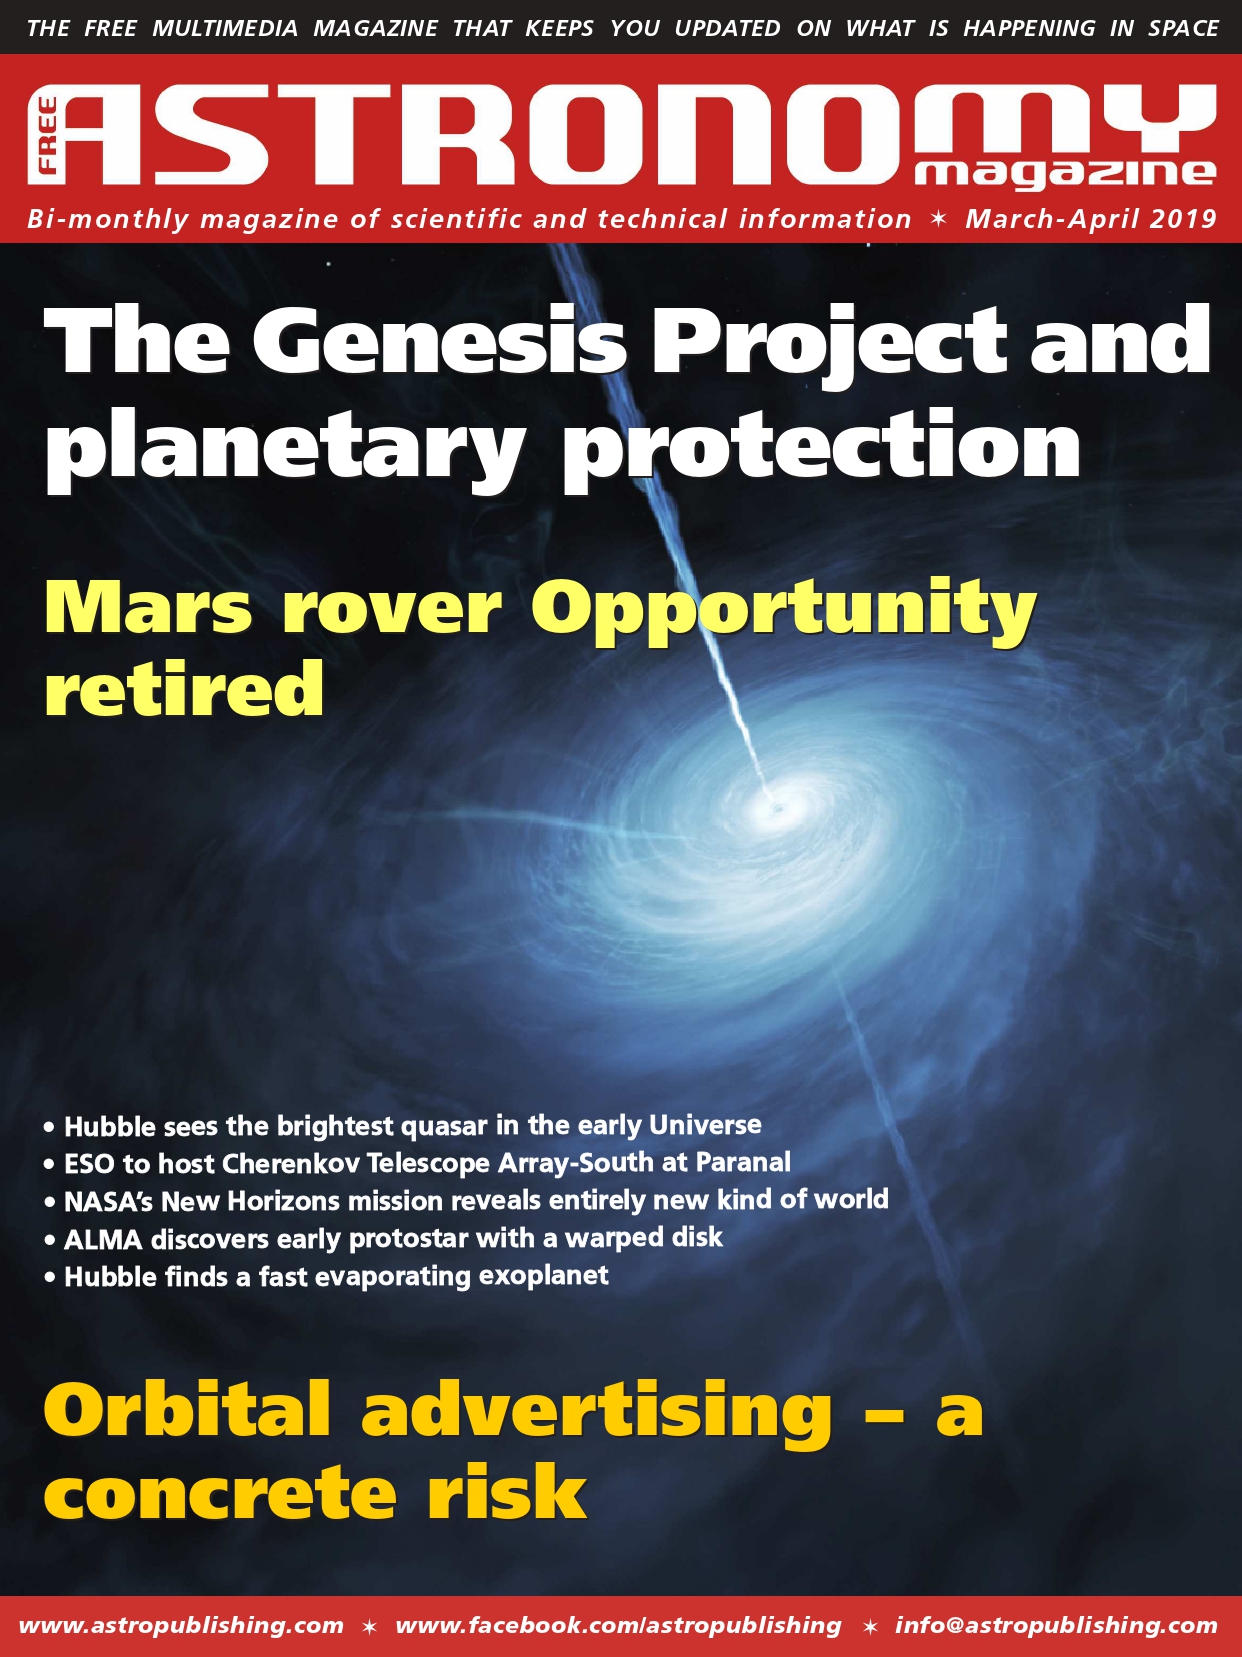 THE FREE MULTIMEDIA MAGAZINE THAT KEEPS YOU UPDATED ON WHAT IS HAPPENING IN SPACE
FREE
ASTRONOMY
magazine
Bi-monthly magazine of scientific and technical information ✶ March-April 2019
The Genesis Project and
planetary protection
Mars rover Opportunity
retired
• Hubble sees the brightest quasar in the early Universe
• ESO to host Cherenkov Telescope Array-South at Paranal
• NASA’s New Horizons mission reveals entirely new kind of world
• ALMA discovers early protostar with a warped disk
• Hubble finds a fast evaporating exoplanet
Orbital advertising – a
concrete risk
www.astropublishing.com ✶ www.facebook.com/astropublishing ✶ info@astropublishing.com